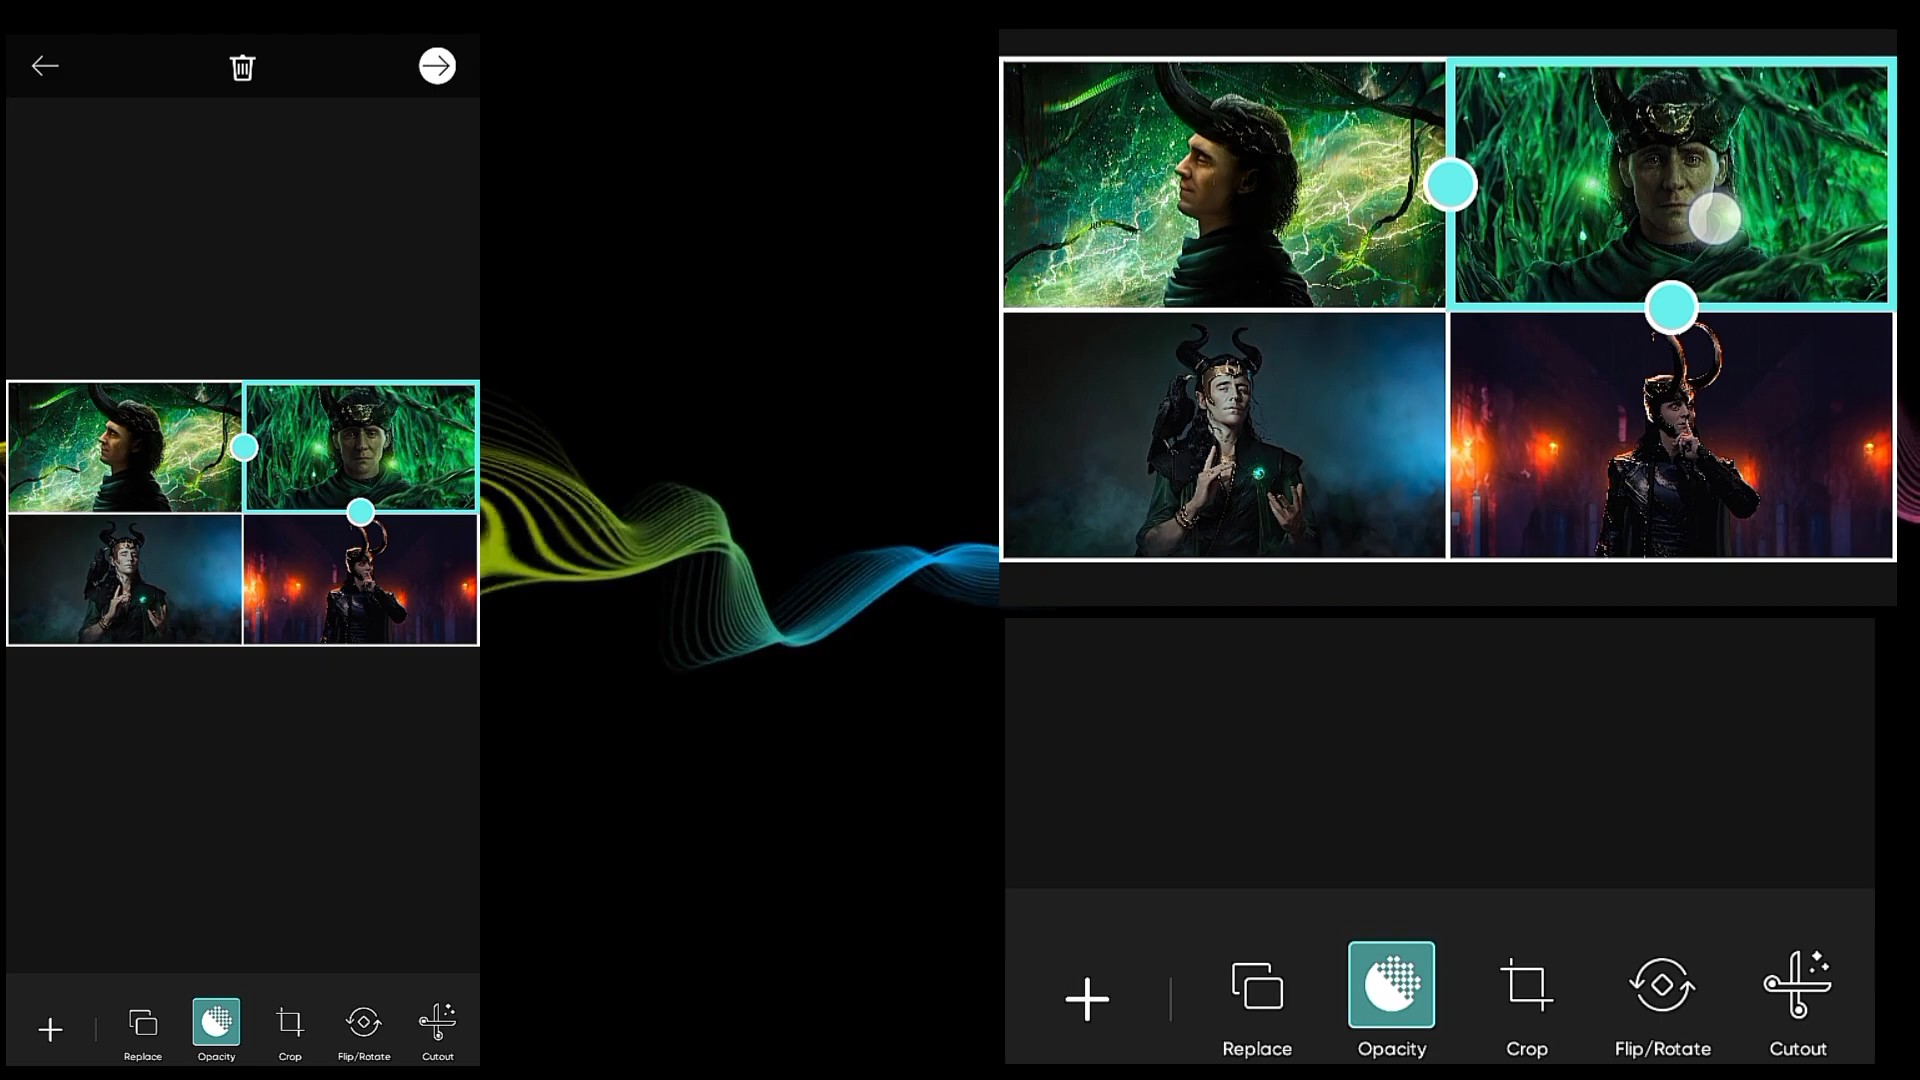 Replace
Opacity
Crop
Flip/Rotate
Cutout
Replace
Opacity
Crop
Flip/Rotate
Cutout